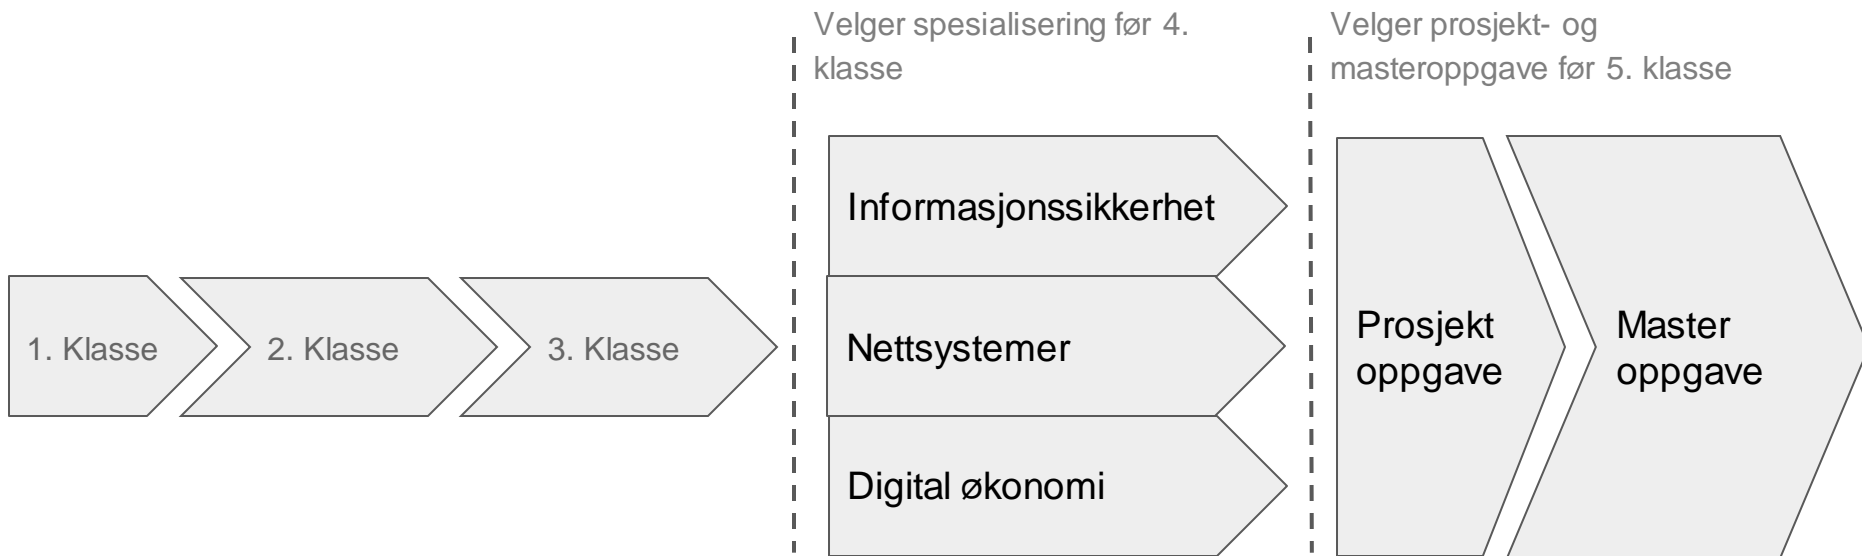 Velger spesialisering før 4.
klasse
Velger prosjekt- og
masteroppgave før 5. klasse
1. Klasse
2. Klasse
3. Klasse
Informasjonssikkerhet
Nettsystemer
Digital økonomi
Prosjekt
oppgave
Master
oppgave